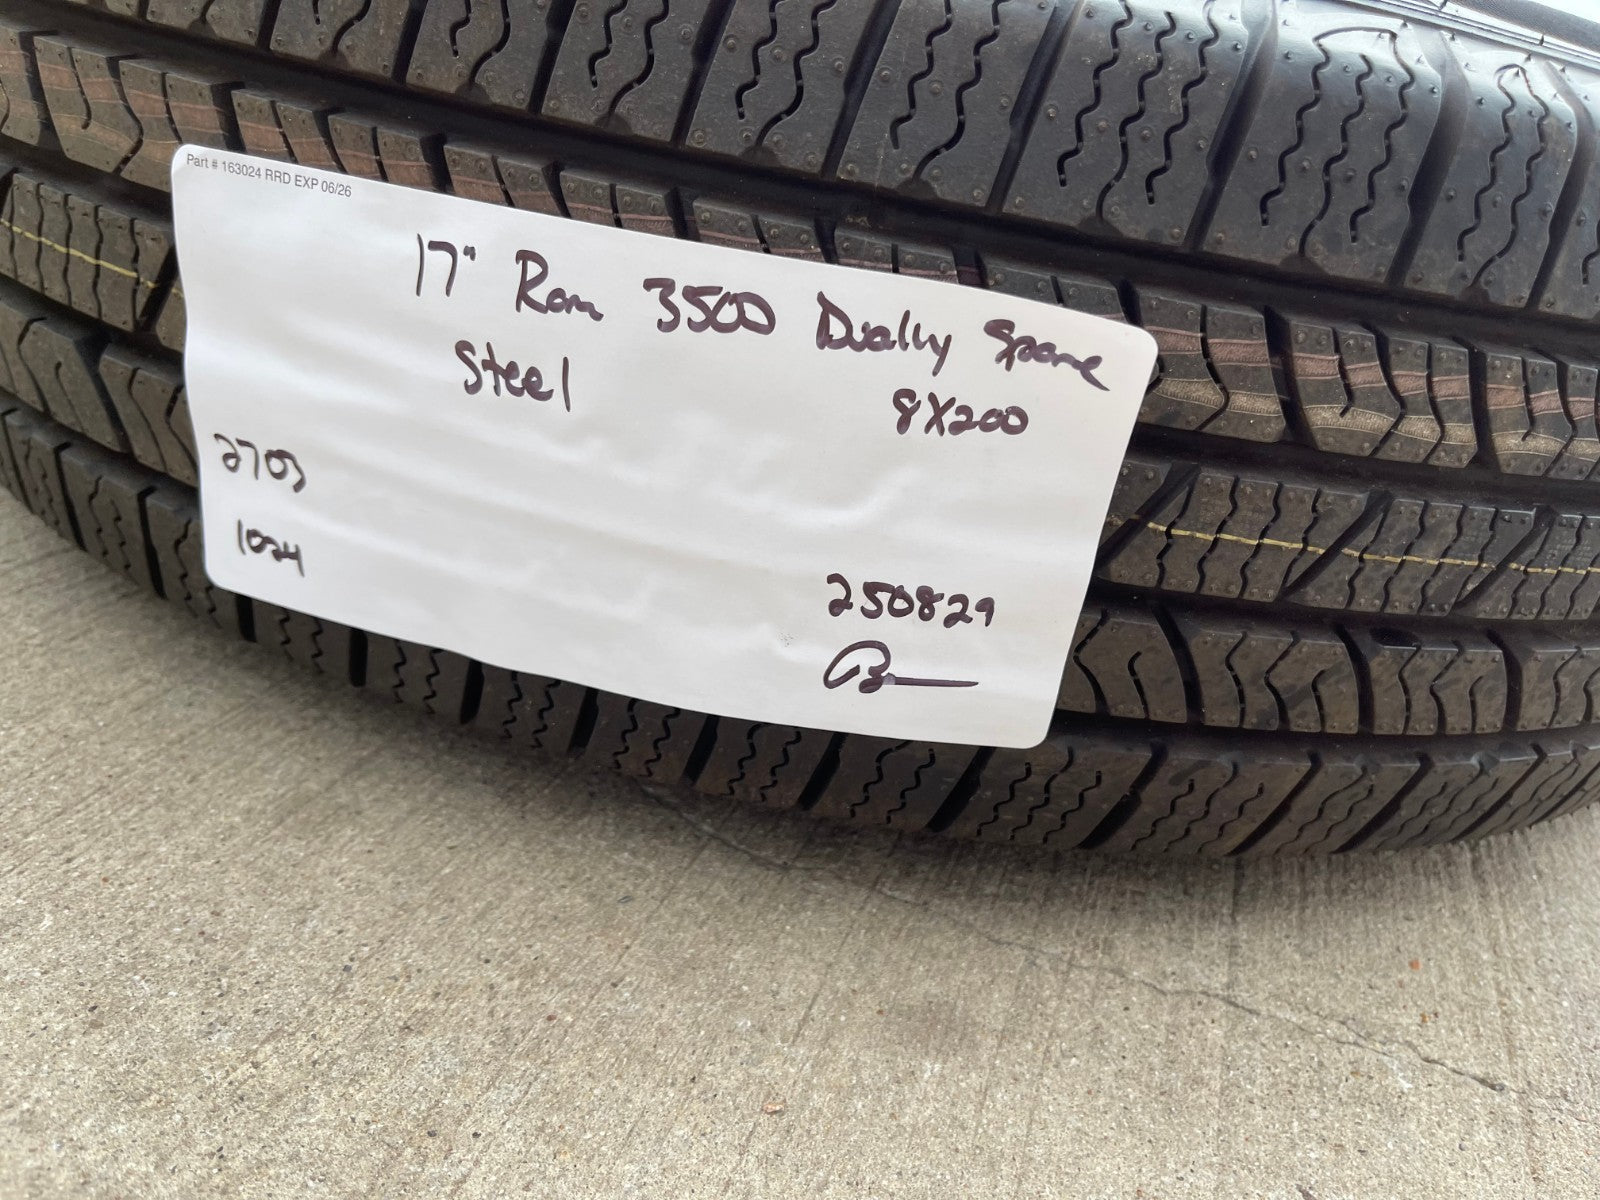 Part # 163024 RRD EXP 06/26
17" Ram 3500 Dually Spare
Steel 8X200
2703
1024
250829